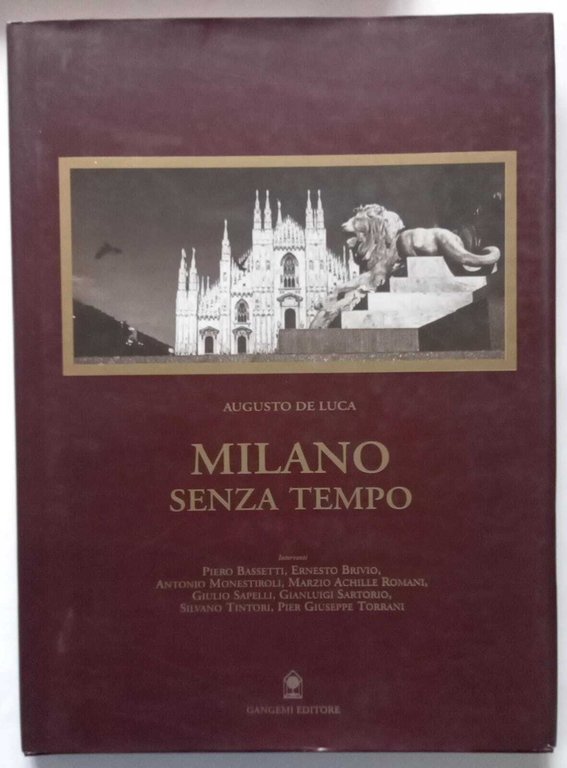 AUGUSTO DE LUCA
MILANO
SENZA TEMPO
Interventi
PIERO BASSETTI, ERNESTO BRIVIO,
ANTONIO MONESTIROLI, MARZIO ACHILLE ROMANI,
GIULIO SAPELLI, GIANLUIGI SARTORIO,
SILVANO TINTORI, PIER GIUSEPPE TORRANI
GANGEMI EDITORE